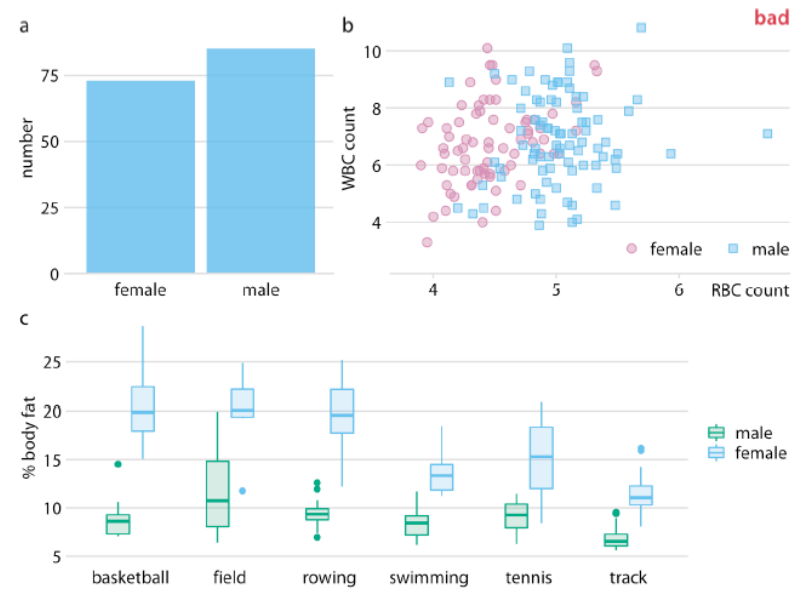 a
b
bad
number
75
50
25
0
female
male
WBC count
10
8
6
4
female
male
4
5
6
RBC count
c
% body fat
25
20
15
10
5
male
female
basketball
field
rowing
swimming
tennis
track